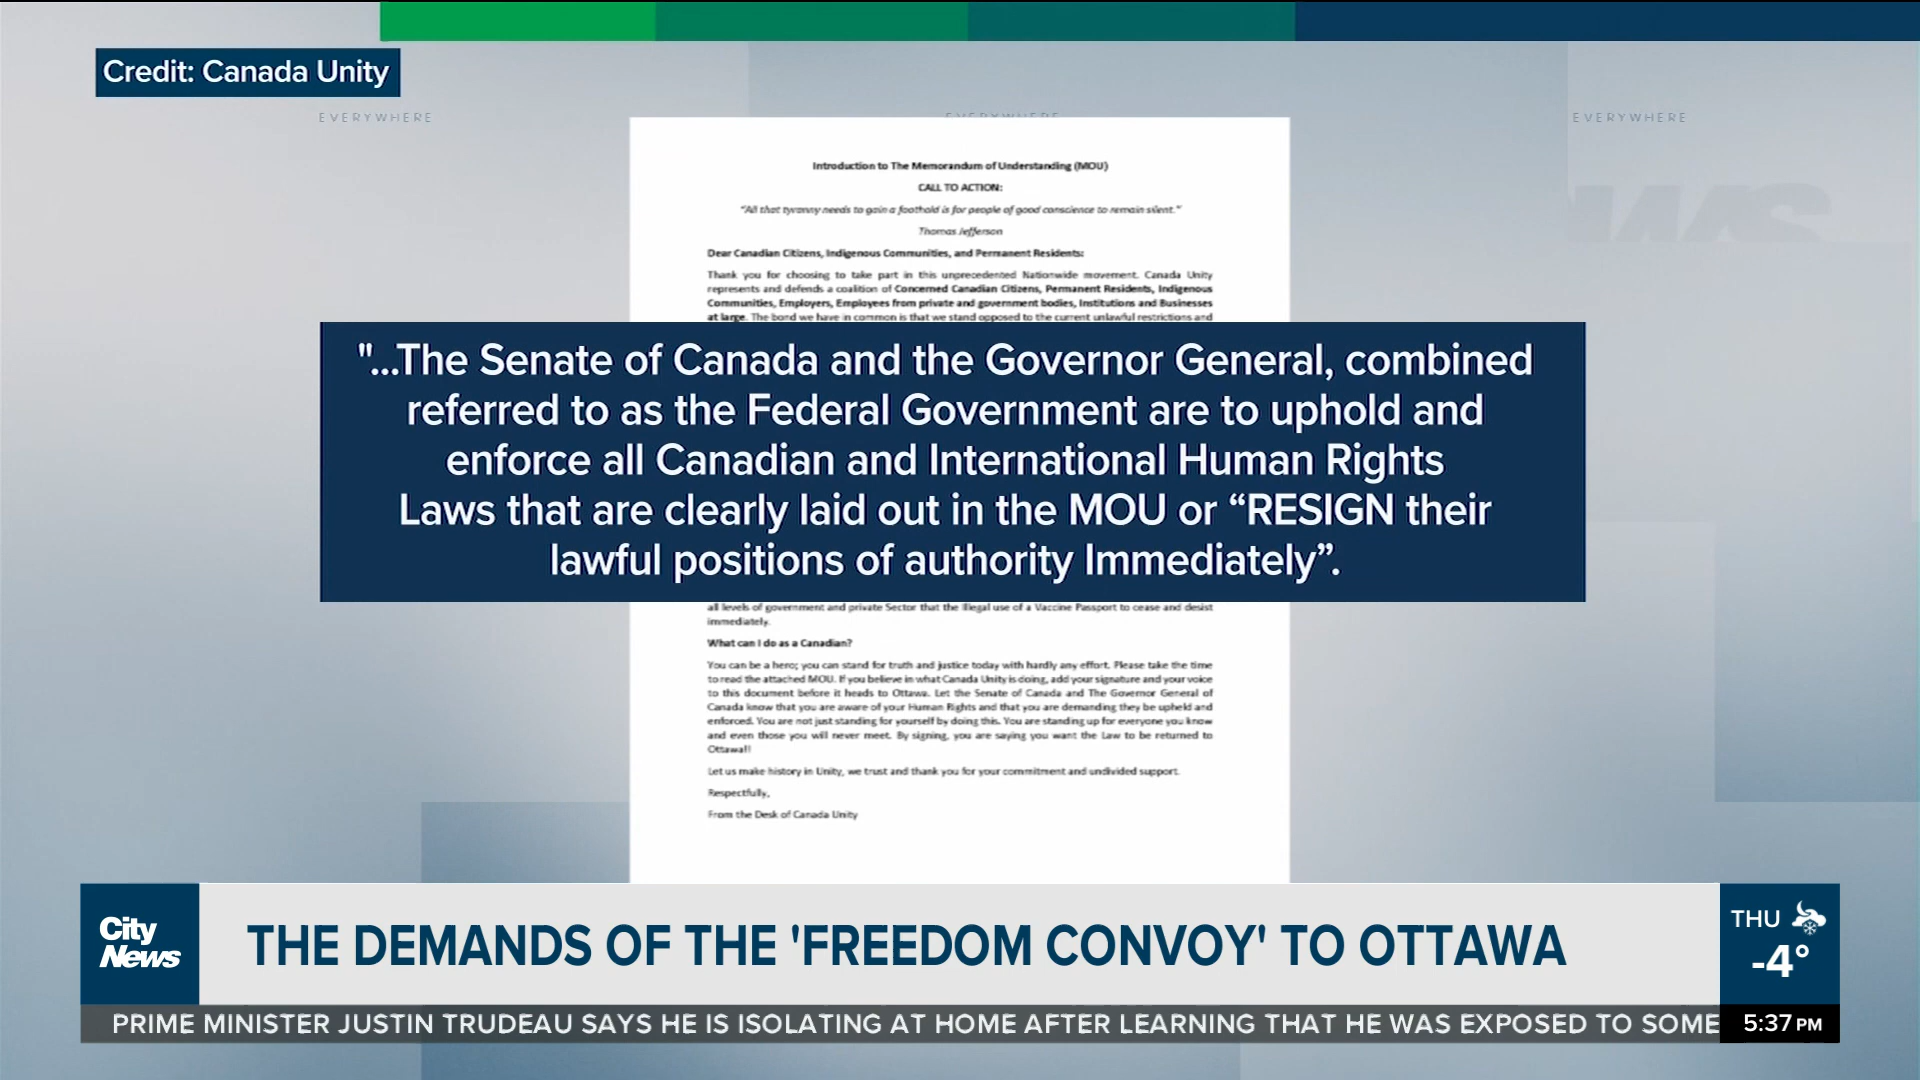 Credit: Canada Unity
EVERYWHERE
EVERYWHERE
EVERYWHERE
Introduction to The Memorandum of Understanding (MOU)
CALL TO ACTION:
"All that tyranny needs to gain a foothold is for people of good conscience to remain silent."
Thomas Jefferson
Dear Canadian Citizens, Indigenous Communities, and Permanent Residents:
Thank you for choosing to take part in this unprecedented Nationwide movement. Canada Unity
represents and defends a coalition of Concerned Canadian Citizens, Permanent Residents, Indigenous
Communities, Employers, Employees from private and government bodies, Institutions and Businesses
at large. The bond we have in common is that we stand opposed to the current unlawful restrictions and
"...The Senate of Canada and the Governor General, combined
referred to as the Federal Government are to uphold and
enforce all Canadian and International Human Rights
Laws that are clearly laid out in the MOU or “RESIGN their
lawful positions of authority Immediately”.
all levels of government and private Sector that the Illegal use of a Vaccine Passport to cease and desist
immediately.
What can I do as a Canadian?
You can be a hero; you can stand for truth and justice today with hardly any effort. Please take the time
to read the attached MOU. If you believe in what Canada Unity is doing, add your signature and your voice
to this document before it heads to Ottawa. Let the Senate of Canada and The Governor General of
Canada know that you are aware of your Human Rights and that you are demanding they be upheld and
enforced. You are not just standing for yourself by doing this. You are standing up for everyone you know
and even those you will never meet. By signing, you are saying you want the Law to be returned to
Ottawa!!
Let us make history in Unity, we trust and thank you for your commitment and undivided support.
Respectfully,
From the Desk of Canada Unity
City
News
THE DEMANDS OF THE 'FREEDOM CONVOY' TO OTTAWA
THU
-4°
PRIME MINISTER JUSTIN TRUDEAU SAYS HE IS ISOLATING AT HOME AFTER LEARNING THAT HE WAS EXPOSED TO SOME
5:37 PM